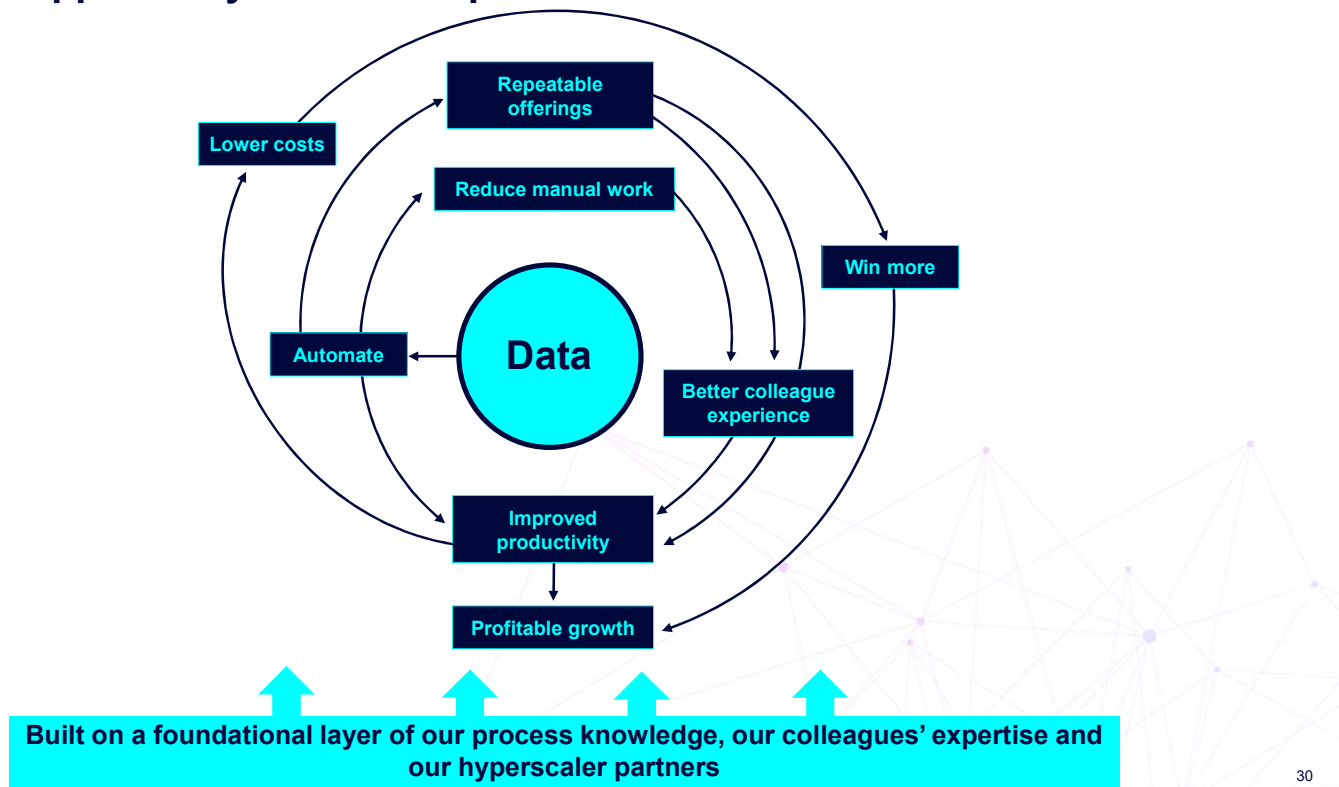 Repeatable
offerings
Lower costs
Reduce manual work
Win more
Automate
Data
Better colleague
experience
Improved
productivity
Profitable growth
Built on a foundational layer of our process knowledge, our colleagues’ expertise and
our hyperscaler partners
30